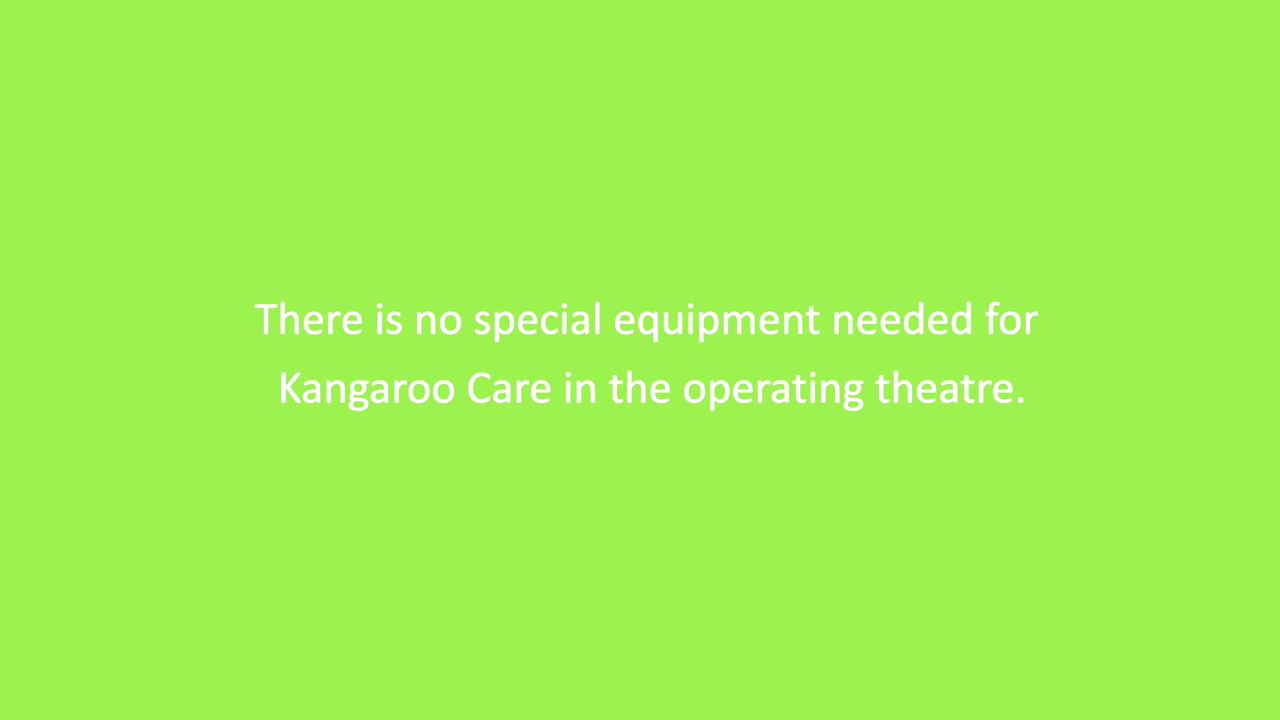 There is no special equipment needed for
Kangaroo Care in the operating theatre.